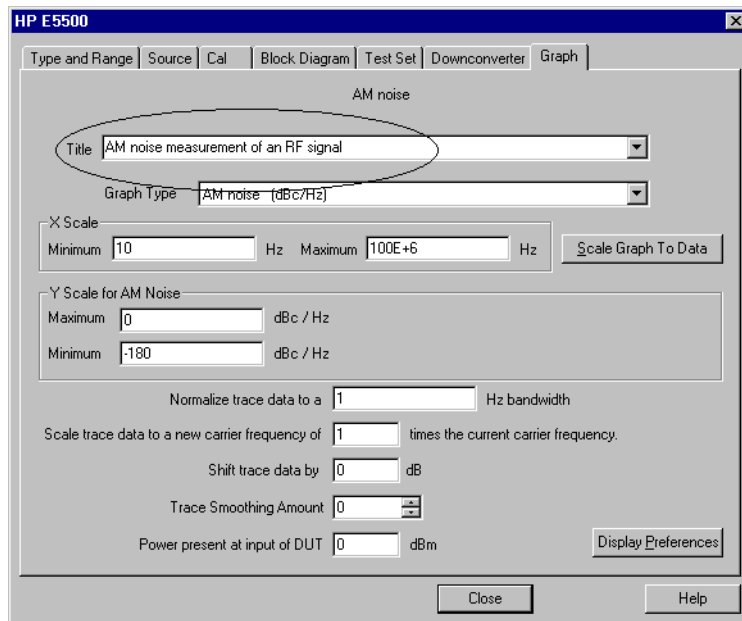 HP E5500
Type and Range Source Cal Block Diagram Test Set Downconverter Graph
AM noise
Title AM noise measurement of an RF signal
Graph Type AM noise (dBc/Hz)
X Scale
Minimum 10 Hz Maximum 100E+6 Hz Scale Graph To Data
Y Scale for AM Noise
Maximum 0 dBc / Hz
Minimum -180 dBc / Hz
Normalize trace data to a 1 Hz bandwidth
Scale trace data to a new carrier frequency of 1 times the current carrier frequency.
Shift trace data by 0 dB
Trace Smoothing Amount 0
Power present at input of DUT 0 dBm Display Preferences
Close Help